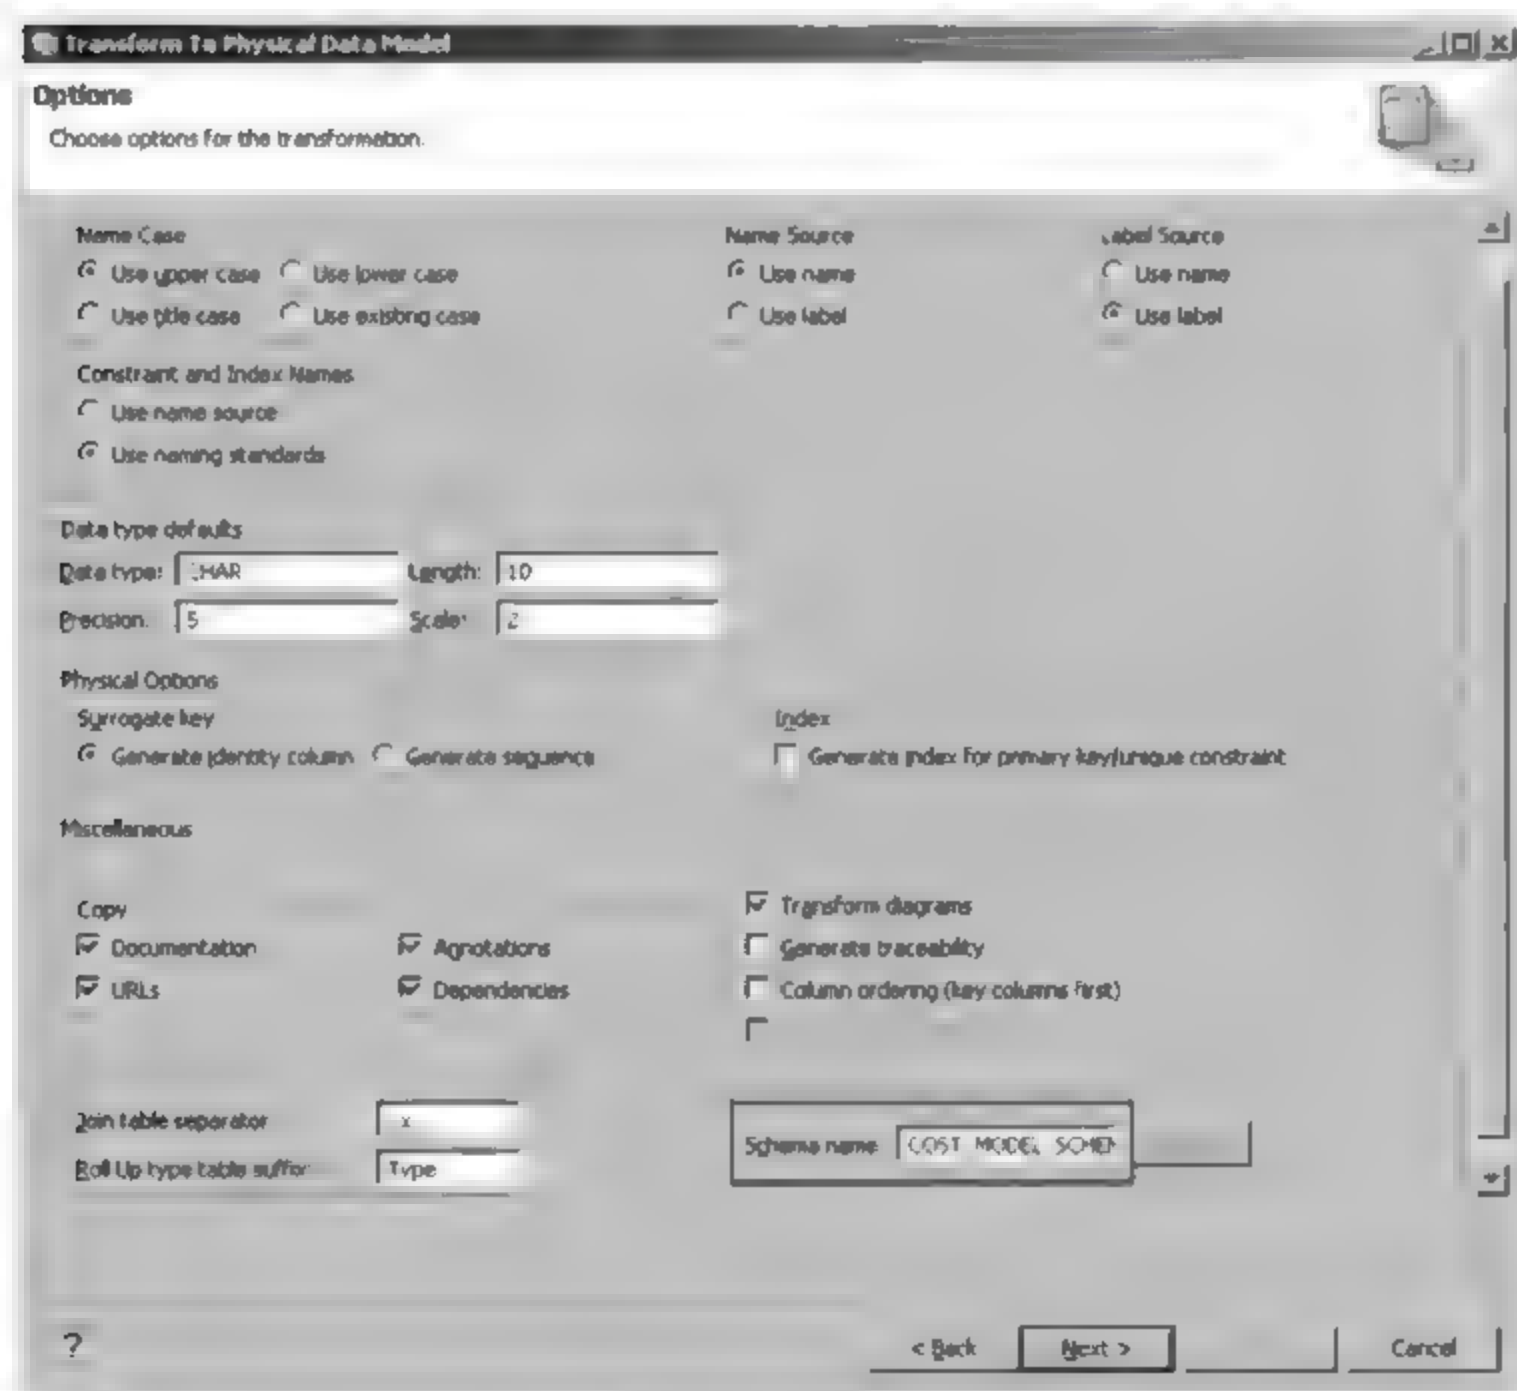 Transform To Physical Data Model
Options
Choose options for the transformation.
Name Case Name Source Label Source
Use upper case Use lower case Use name Use name
Use title case Use existing case Use label Use label
Constraint and Index Names
Use name source
Use naming standards
Data type defaults
Data type: CHAR Length: 10
Precision: 5 Scale: 2
Physical Options
Surrogate key Index
Generate identity column Generate sequence Generate index for primary key/unique constraint
Miscellaneous
Copy Transform diagrams
Documentation Annotations Generate traceability
URLs Dependencies Column ordering (key columns first)
Join table separator
Roll Up type table suffix: Type
Schema name COST MODEL SCHEM
? < Back Next > Cancel